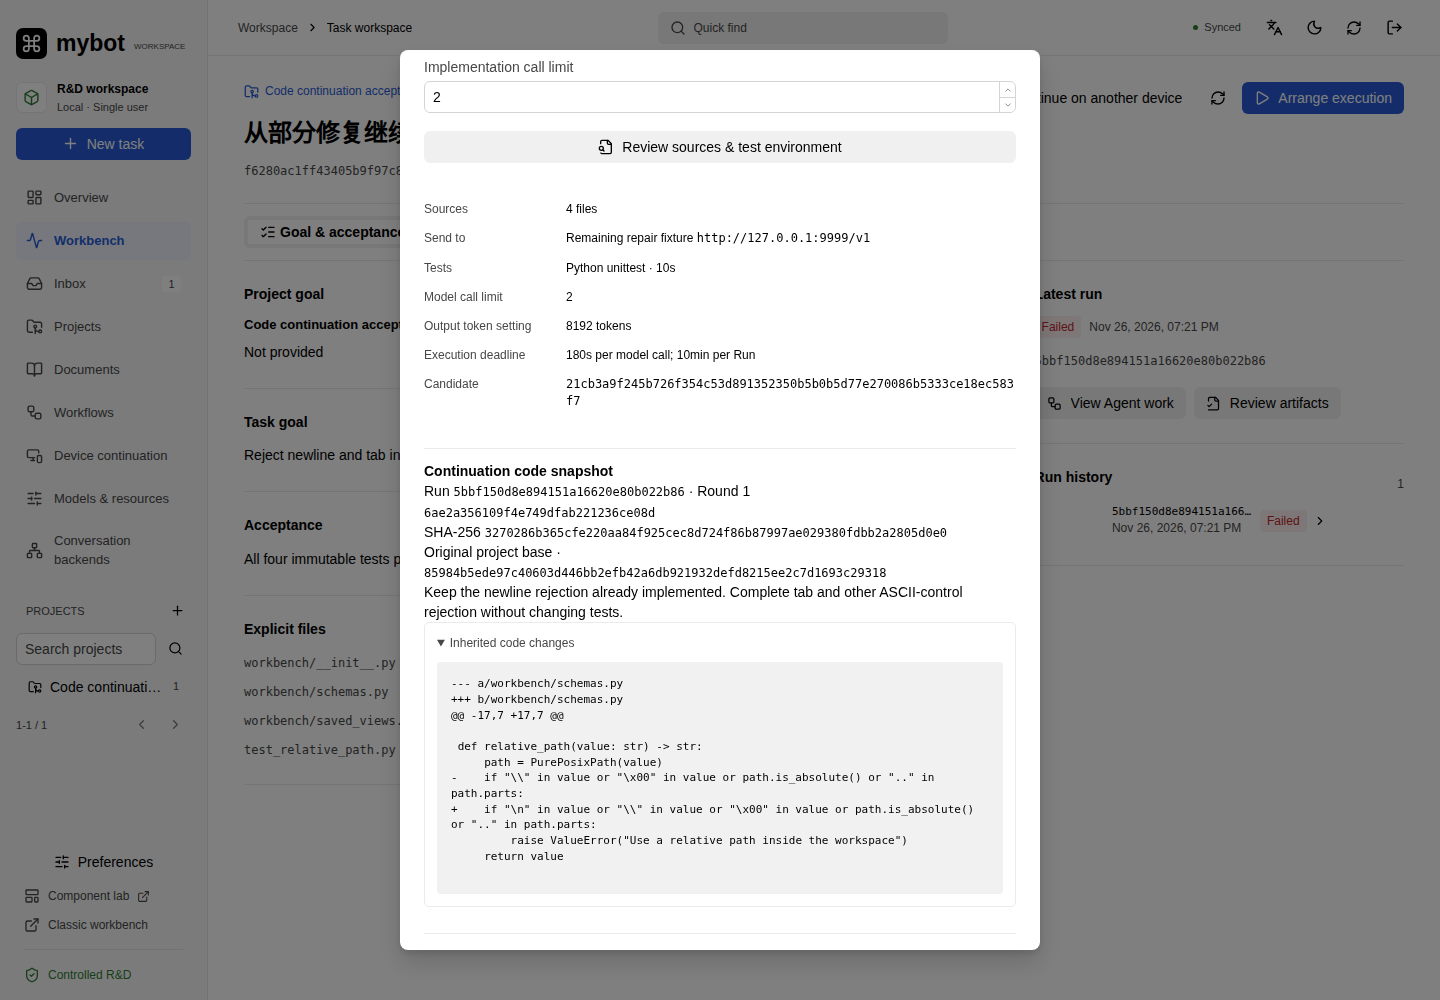 mybot WORKSPACE
R&D workspace
Local · Single user
New task
Overview
Workbench
Inbox 1
Projects
Documents
Workflows
Device continuation
Models & resources
Conversation
backends
PROJECTS
Search projects
Code continuati… 1
1-1 / 1
Preferences
Component lab
Classic workbench
Controlled R&D
Workspace > Task workspace
Quick find
Synced
Code continuation accept
tinue on another device
Arrange execution
从部分修复继续
f6280ac1ff43405b9f97c8
Goal & acceptance
Project goal
Code continuation accept
Not provided
Task goal
Reject newline and tab in
Acceptance
All four immutable tests p
Explicit files
workbench/__init__.py
workbench/schemas.py
workbench/saved_views.
test_relative_path.py
Implementation call limit
2
Review sources & test environment
Sources 4 files
Send to Remaining repair fixture http://127.0.0.1:9999/v1
Tests Python unittest · 10s
Model call limit 2
Output token setting 8192 tokens
Execution deadline 180s per model call; 10min per Run
Candidate 21cb3a9f245b726f354c53d891352350b5b0b5d77e270086b5333ce18ec583
f7
Continuation code snapshot
Run 5bbf150d8e894151a16620e80b022b86 · Round 1
6ae2a356109f4e749dfab221236ce08d
SHA-256 3270286b365cfe220aa84f925cec8d724f86b87997ae029380fdbb2a2805d0e0
Original project base ·
85984b5ede97c40603d446bb2efb42a6db921932defd8215ee2c7d1693c29318
Keep the newline rejection already implemented. Complete tab and other ASCII-control
rejection without changing tests.
Inherited code changes
--- a/workbench/schemas.py
+++ b/workbench/schemas.py
@@ -17,7 +17,7 @@
def relative_path(value: str) -> str:
path = PurePosixPath(value)
- if "\\" in value or "\x00" in value or path.is_absolute() or ".." in
path.parts:
+ if "\n" in value or "\\" in value or "\x00" in value or path.is_absolute()
or ".." in path.parts:
raise ValueError("Use a relative path inside the workspace")
return value
Latest run
Failed Nov 26, 2026, 07:21 PM
5bbf150d8e894151a16620e80b022b86
View Agent work
Review artifacts
Run history 1
5bbf150d8e894151a166…
Nov 26, 2026, 07:21 PM
Failed